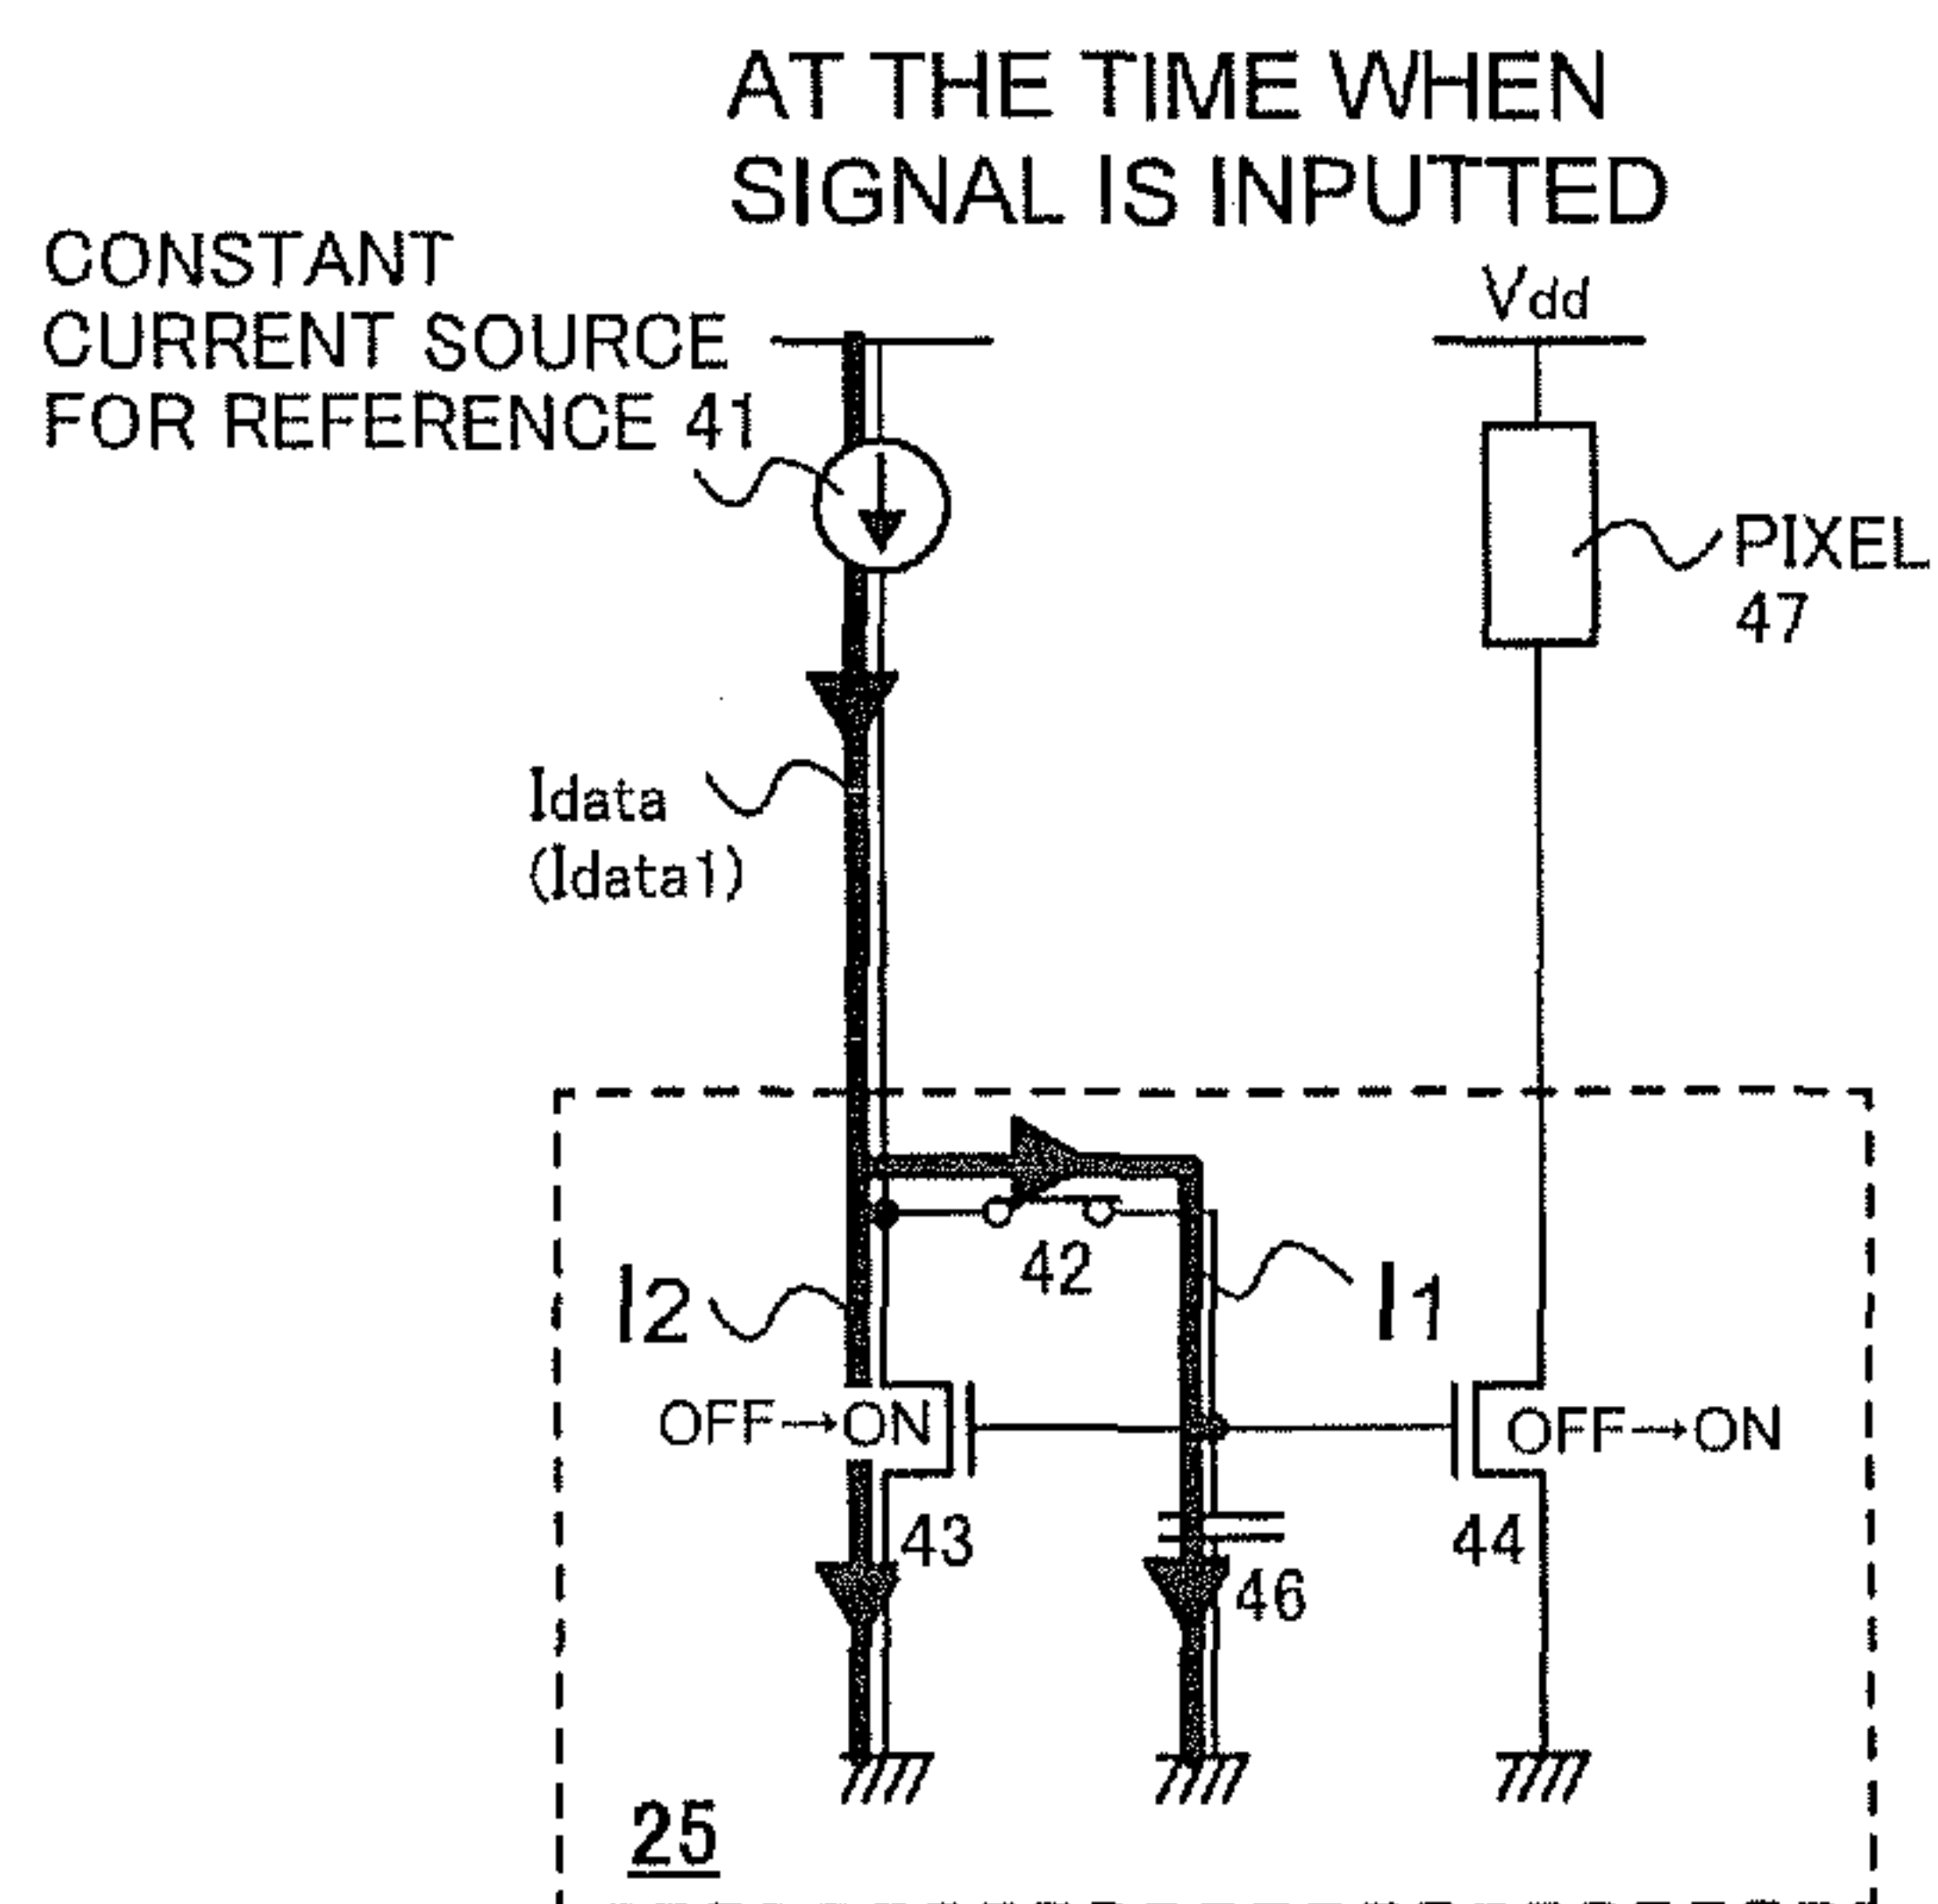 AT THE TIME WHEN
SIGNAL IS INPUTTED
CONSTANT
CURRENT SOURCE
FOR REFERENCE 41
Vdd
PIXEL
47
Idata
(Idata1)
42
I2
I1
OFF→ON
OFF→ON
43
44
46
25